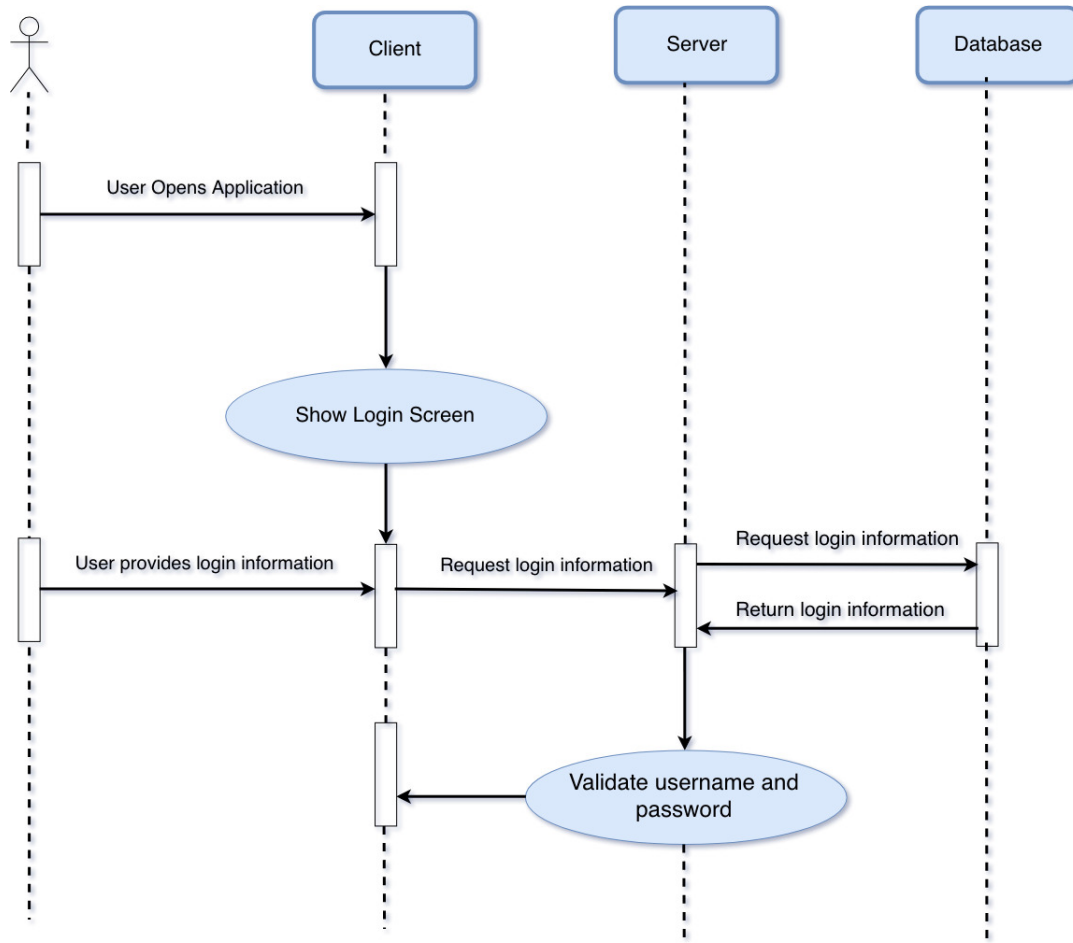 Client
Server
Database
User Opens Application
Show Login Screen
User provides login information
Request login information
Request login information
Return login information
Validate username and
password